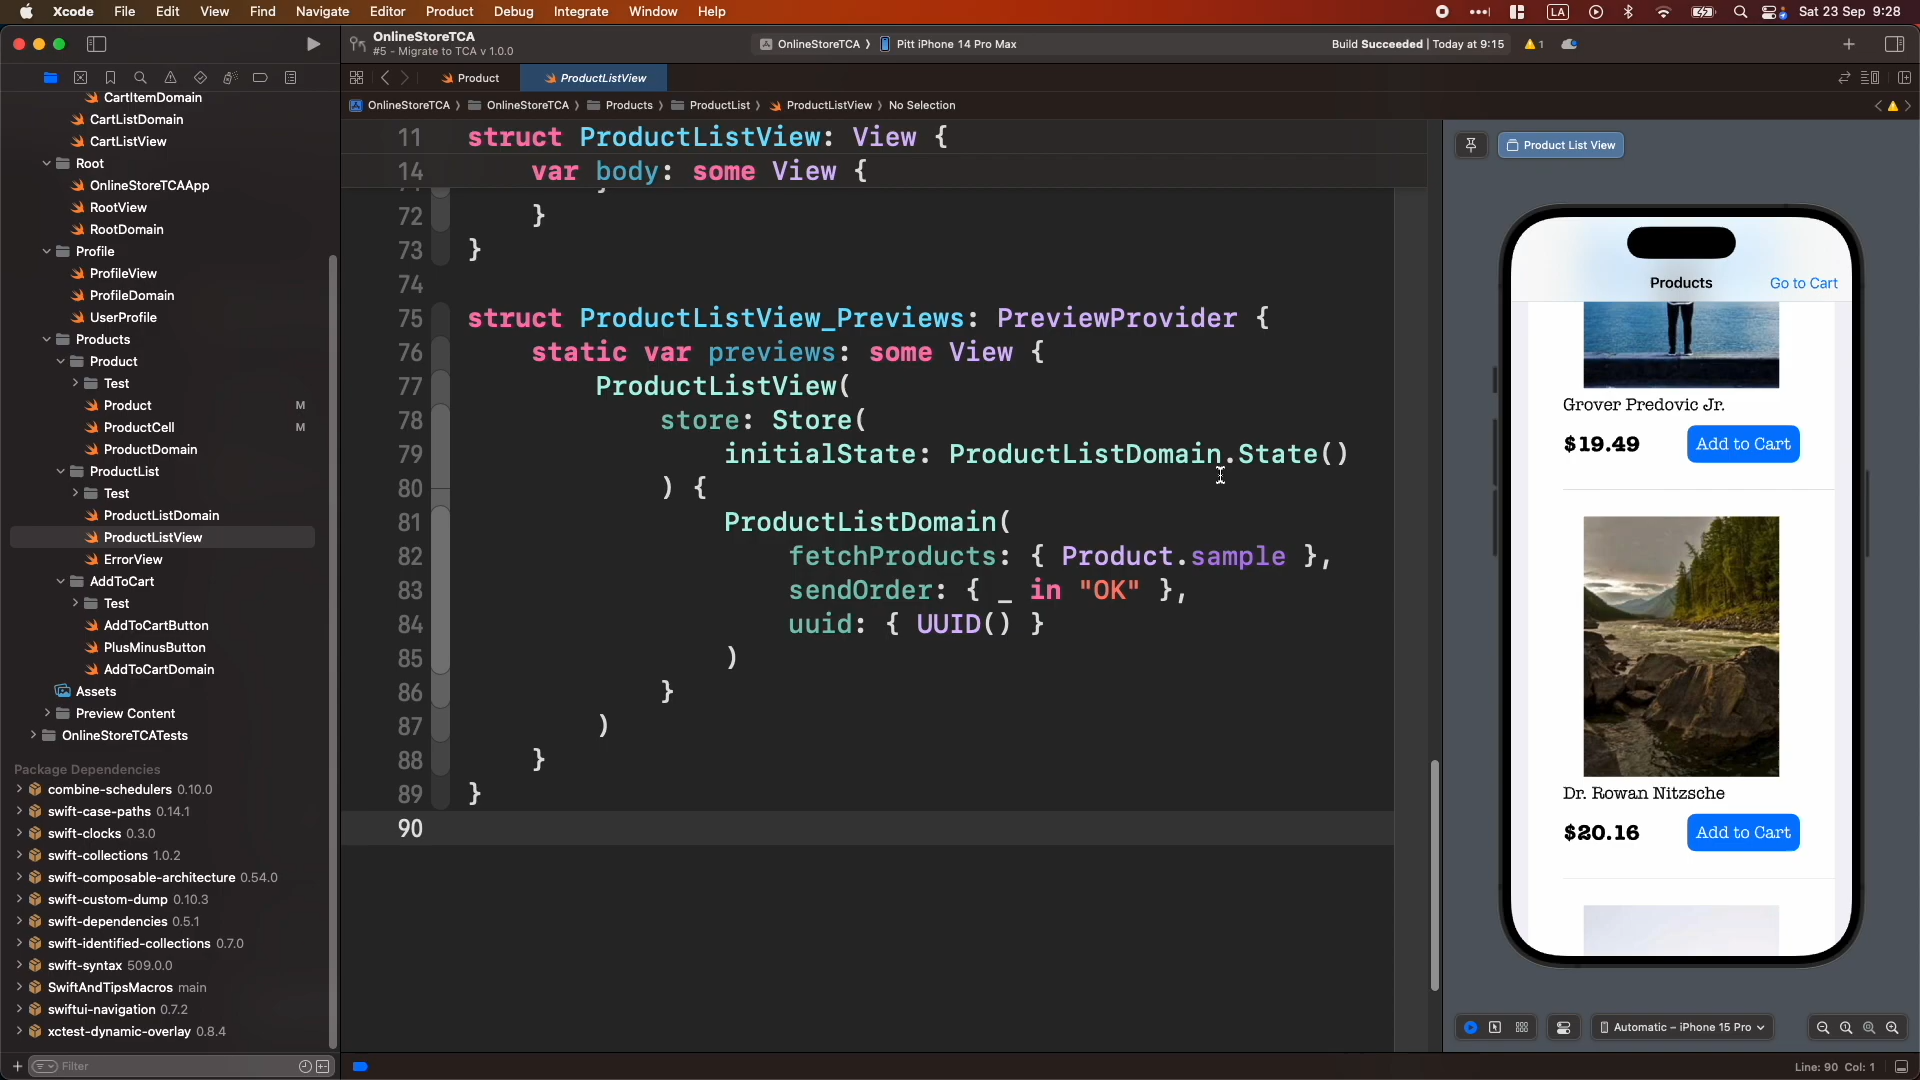 Xcode File Edit View Find Navigate Editor Product Debug Integrate Window Help
LA Sat 23 Sep 9:28
OnlineStoreTCA
#5 - Migrate to TCA v 1.0.0
OnlineStoreTCA Pitt iPhone 14 Pro Max
Build Succeeded | Today at 9:15
1
Product
ProductListView
OnlineStoreTCA OnlineStoreTCA Products ProductList ProductListView No Selection
CartItemDomain
CartListDomain
CartListView
Root
OnlineStoreTCAApp
RootView
RootDomain
Profile
ProfileView
ProfileDomain
UserProfile
Products
Product
Test
Product M
ProductCell M
ProductDomain
ProductList
Test
ProductListDomain
ProductListView
ErrorView
AddToCart
Test
AddToCartButton
PlusMinusButton
AddToCartDomain
Assets
Preview Content
OnlineStoreTCATests
Package Dependencies
combine-schedulers 0.10.0
swift-case-paths 0.14.1
swift-clocks 0.3.0
swift-collections 1.0.2
swift-composable-architecture 0.54.0
swift-custom-dump 0.10.3
swift-dependencies 0.5.1
swift-identified-collections 0.7.0
swift-syntax 509.0.0
SwiftAndTipsMacros main
swiftui-navigation 0.7.2
xctest-dynamic-overlay 0.8.4
Filter
11 struct ProductListView: View {
14 var body: some View {
72 }
73 }
74
75 struct ProductListView_Previews: PreviewProvider {
76 static var previews: some View {
77 ProductListView(
78 store: Store(
79 initialState: ProductListDomain.State()
80 ) {
81 ProductListDomain(
82 fetchProducts: { Product.sample },
83 sendOrder: { _ in "OK" },
84 uuid: { UUID() }
85 )
86 }
87 )
88 }
89 }
90
Product List View
Products Go to Cart
Grover Predovic Jr.
$19.49 Add to Cart
Dr. Rowan Nitzsche
$20.16 Add to Cart
Automatic – iPhone 15 Pro
Line: 90 Col: 1